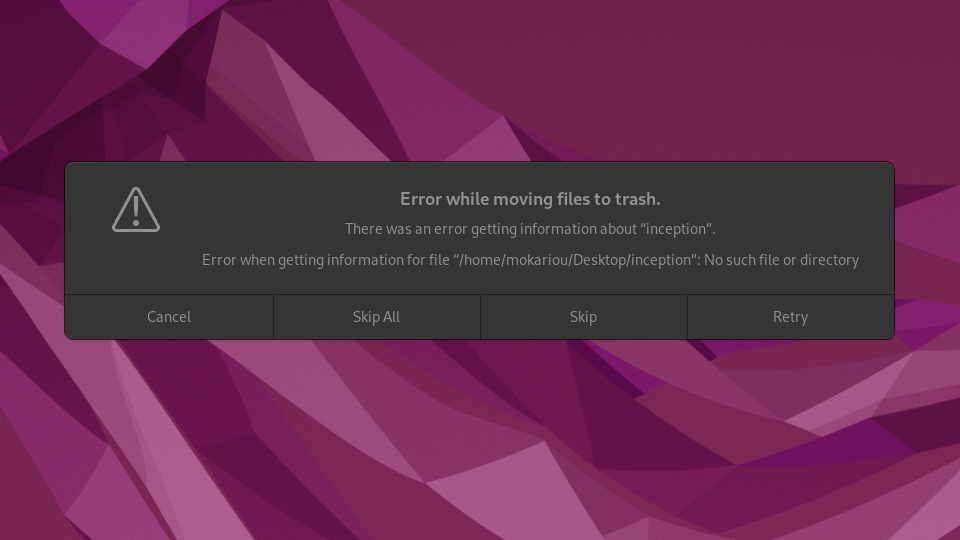 Error while moving files to trash.
There was an error getting information about “inception”.
Error when getting information for file “/home/mokariou/Desktop/inception”: No such file or directory
Cancel
Skip All
Skip
Retry